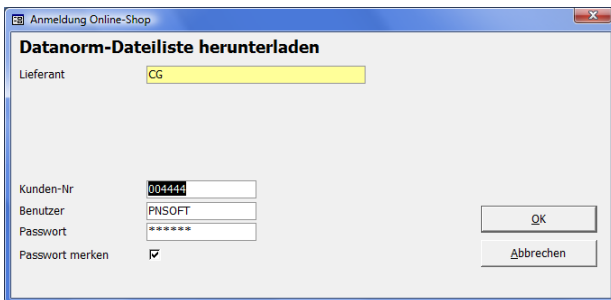 Anmeldung Online-Shop
Datanorm-Dateiliste herunterladen
Lieferant CG
Kunden-Nr 004444
Benutzer PNSOFT
Passwort ******
Passwort merken
OK
Abbrechen